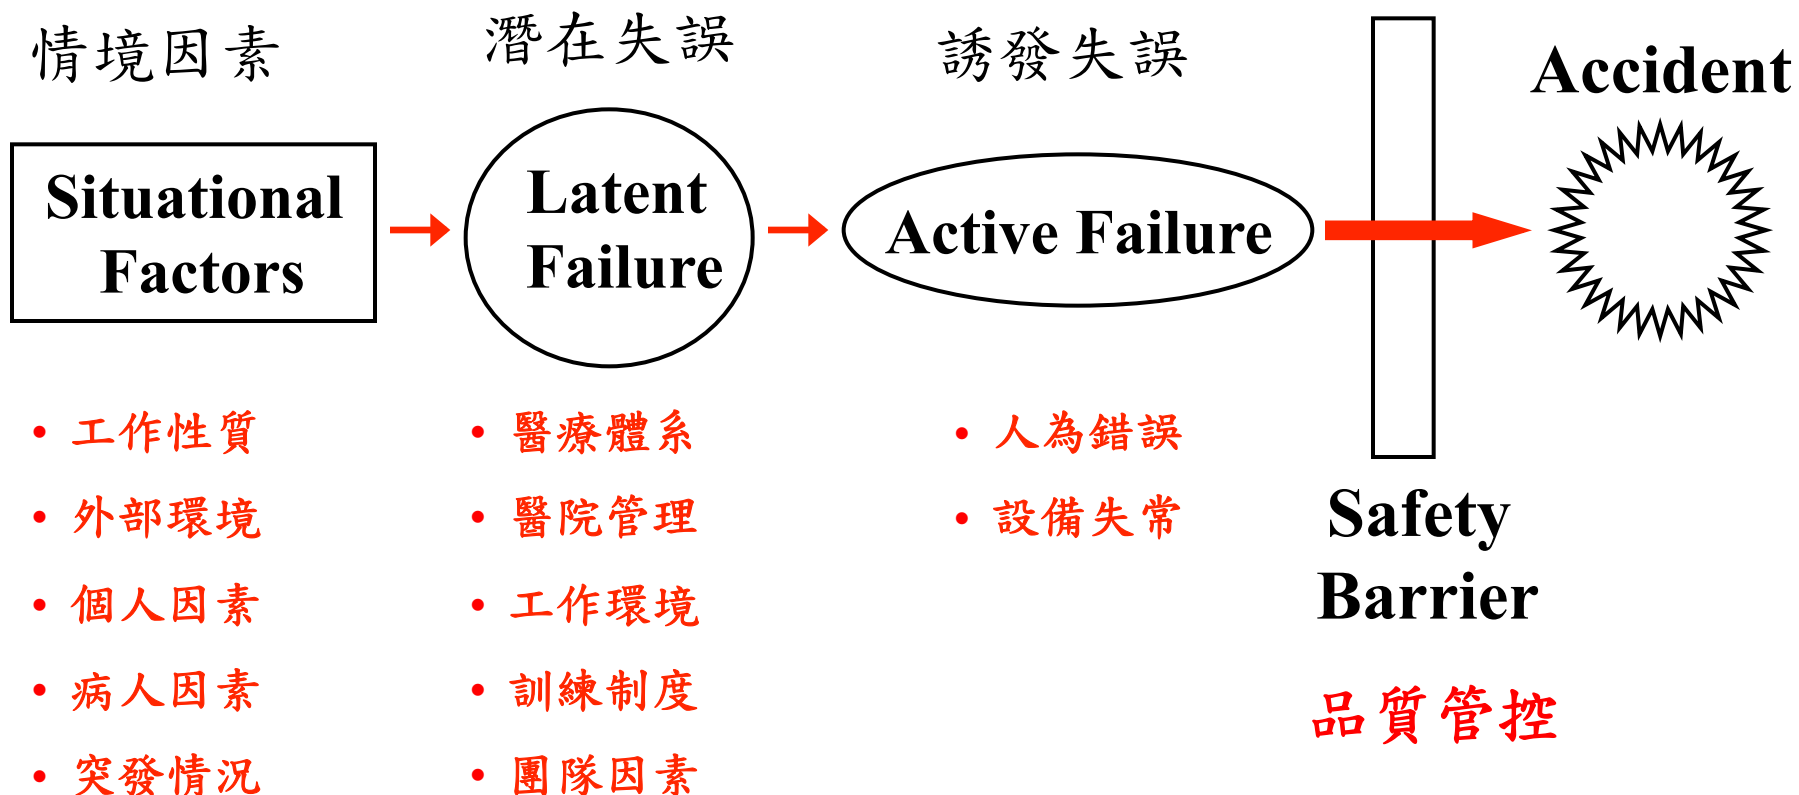 情境因素
潛在失誤
誘發失誤
Accident
Situational
Factors
Latent
Failure
Active Failure
• 工作性質
• 外部環境
• 個人因素
• 病人因素
• 突發情況
• 醫療體系
• 醫院管理
• 工作環境
• 訓練制度
• 團隊因素
• 人為錯誤
• 設備失常
Safety
Barrier
品質管控